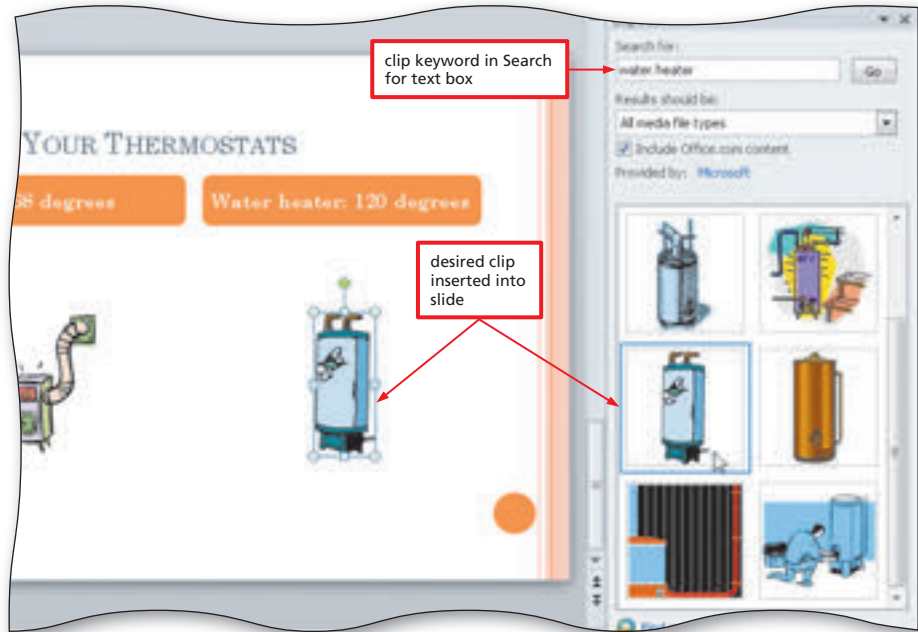 clip keyword in Search
for text box
Search for:
water heater
Go
Results should be:
All media file types
Include Office.com content
Provided by: Microsoft
YOUR THERMOSTATS
68 degrees
Water heater: 120 degrees
desired clip
inserted into
slide